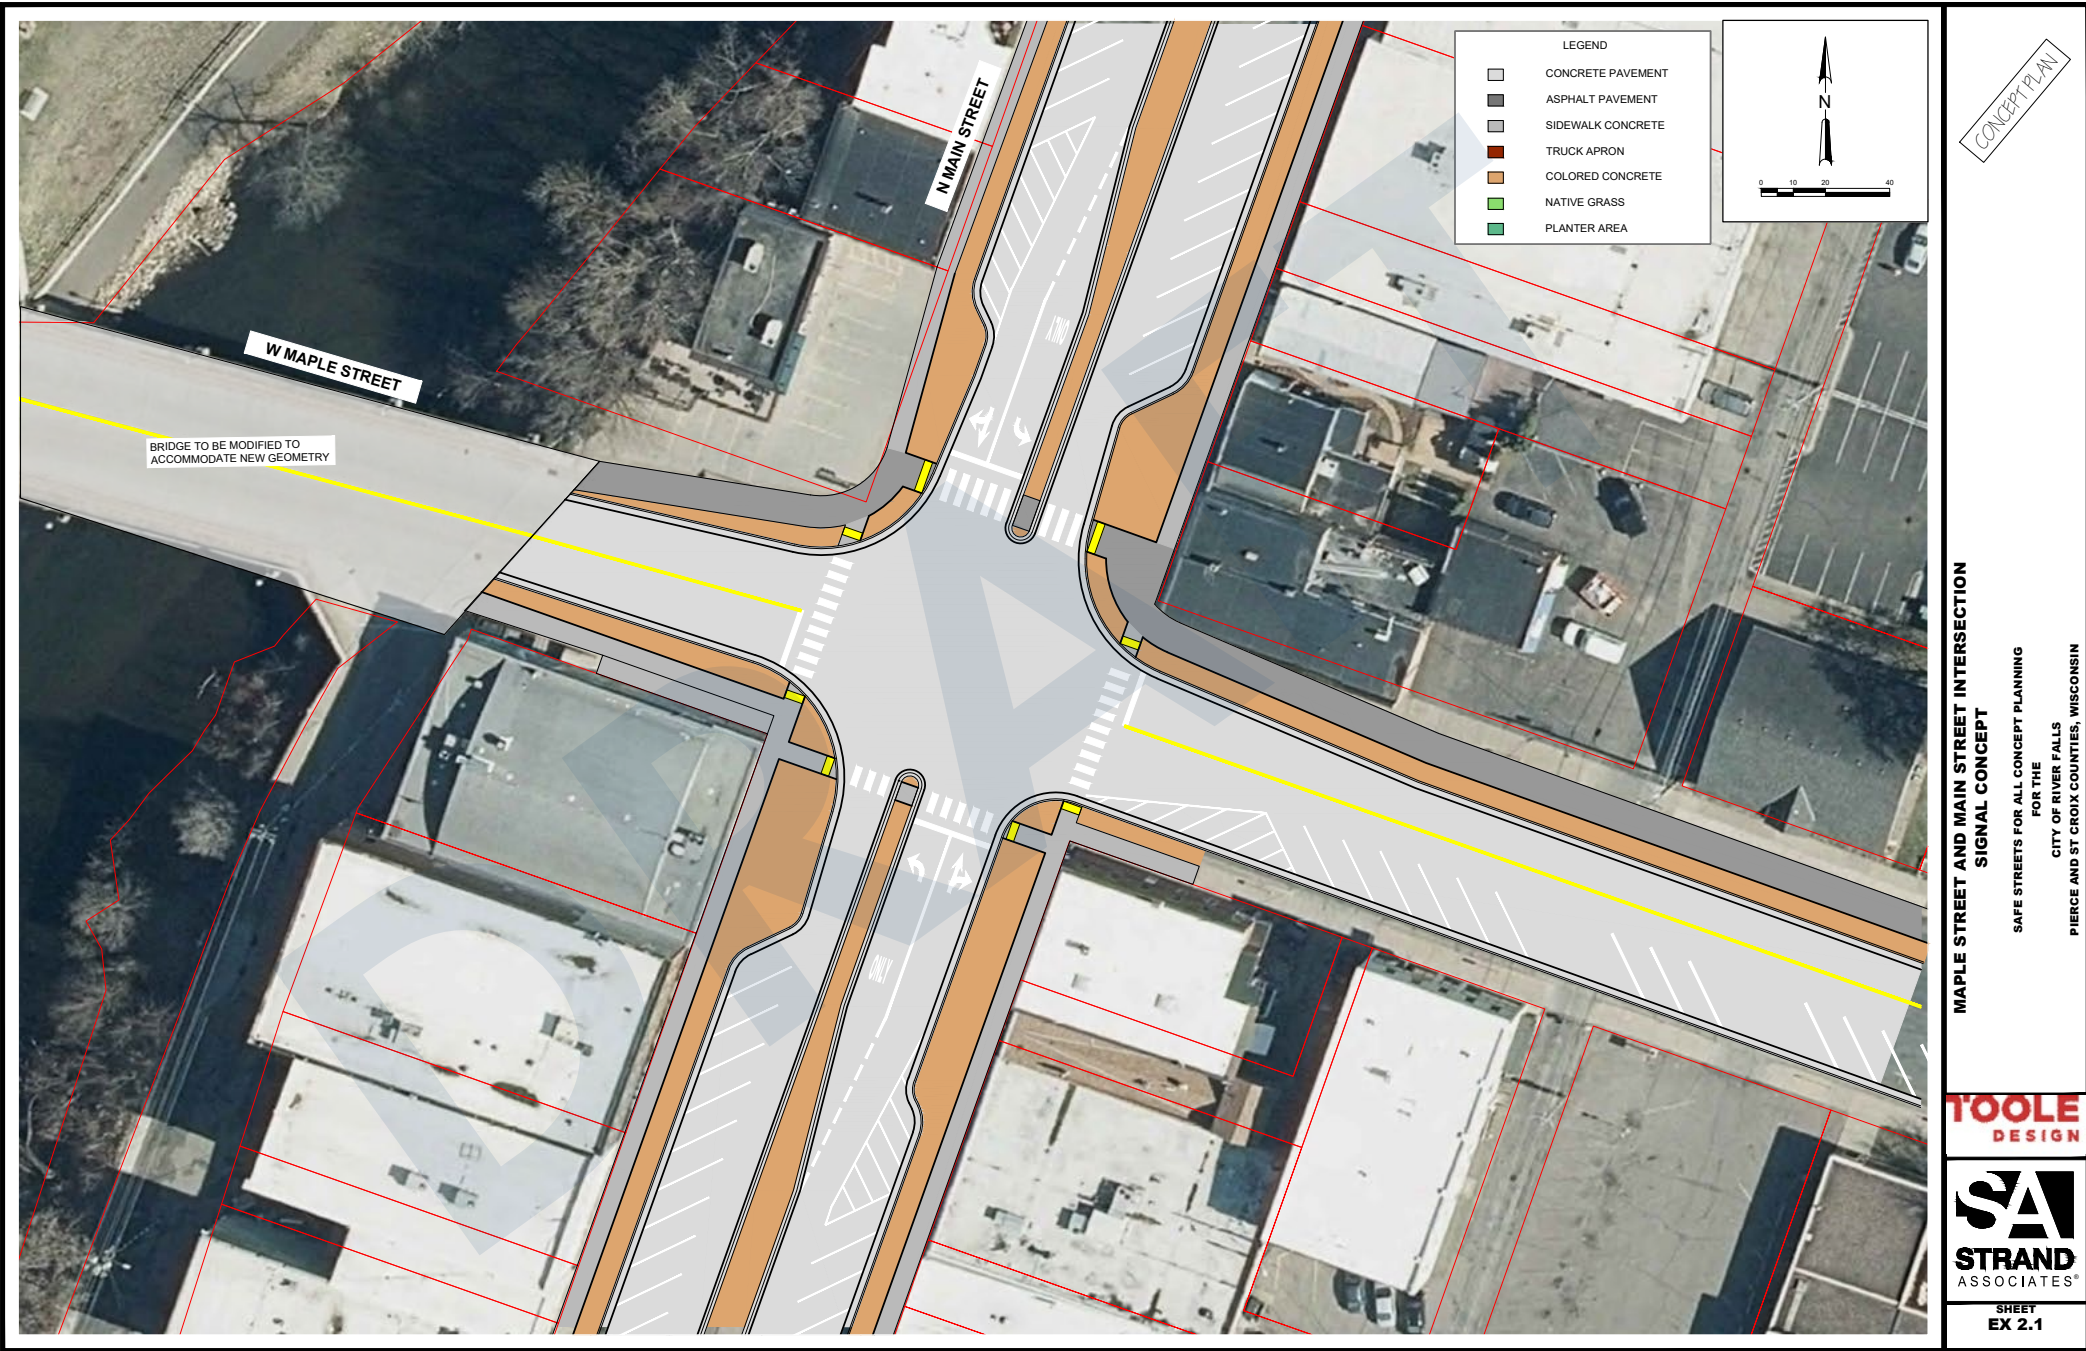 LEGEND
CONCRETE PAVEMENT
ASPHALT PAVEMENT
SIDEWALK CONCRETE
TRUCK APRON
COLORED CONCRETE
NATIVE GRASS
PLANTER AREA
N
0 10 20 40
CONCEPT PLAN
N MAIN STREET
W MAPLE STREET
BRIDGE TO BE MODIFIED TO
ACCOMMODATE NEW GEOMETRY
ONLY
ONLY
DRAFT
MAPLE STREET AND MAIN STREET INTERSECTION
SIGNAL CONCEPT
SAFE STREETS FOR ALL CONCEPT PLANNING
FOR THE
CITY OF RIVER FALLS
PIERCE AND ST CROIX COUNTIES, WISCONSIN
TOOLE
DESIGN
SA
STRAND
ASSOCIATES®
SHEET
EX 2.1